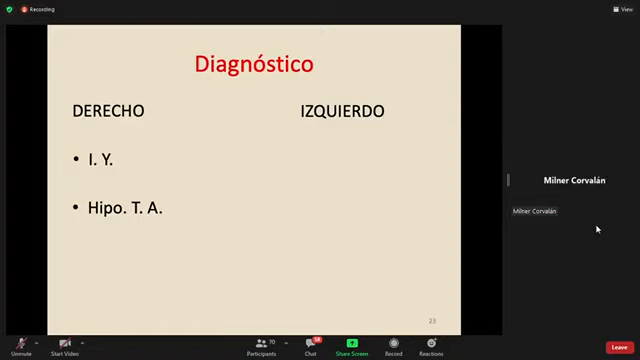 Recording
View
Diagnóstico
DERECHO IZQUIERDO
• I. Y.
• Hipo. T. A.
23
Milner Corvalán
Milner Corvalán
Unmute Start Video 70 Participants 58 Chat Share Screen Record Reactions Leave